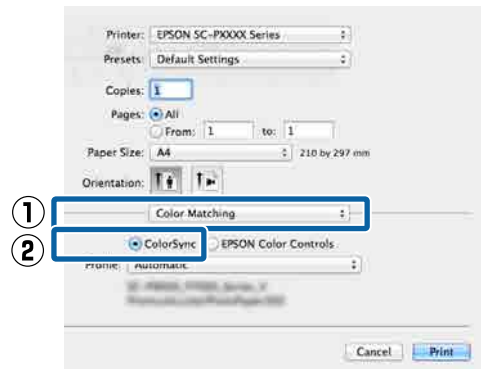 Printer: EPSON SC-PXXXX Series
Presets: Default Settings
Copies: 1
Pages: All
From: 1 to: 1
Paper Size: A4 210 by 297 mm
Orientation:
① Color Matching
② ColorSync EPSON Color Controls
Profile: Automatic
Cancel Print